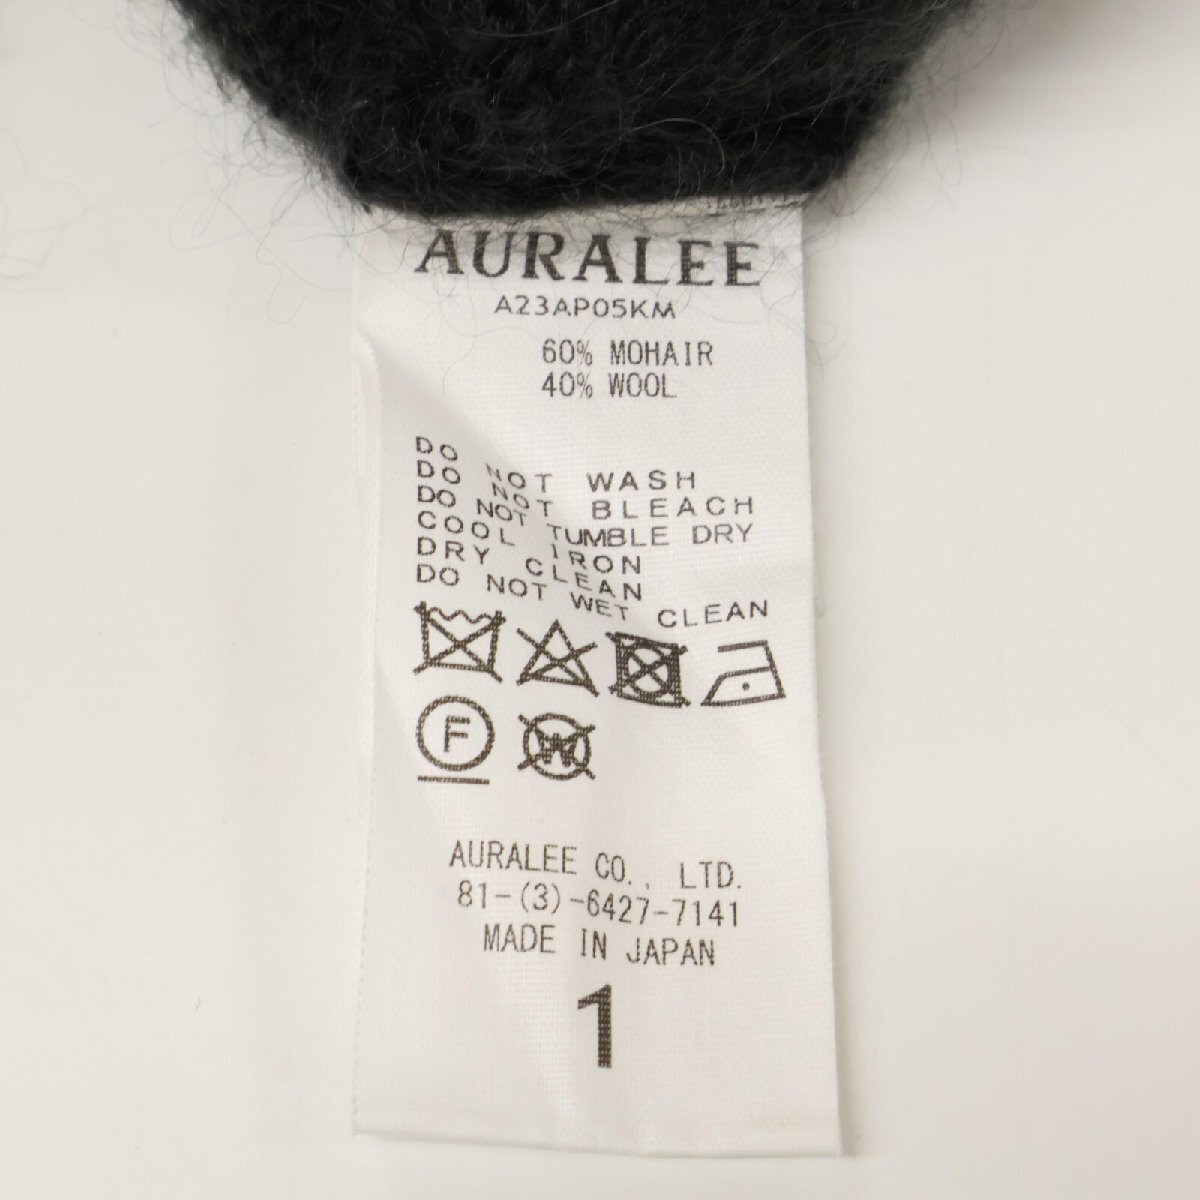 AURALEE
A23AP05KM
60% MOHAIR
40% WOOL
DO NOT WASH
DO NOT BLEACH
DO NOT TUMBLE DRY
COOL IRON
DRY CLEAN
DO NOT WET CLEAN
F
W
AURALEE CO., LTD.
81-(3)-6427-7141
MADE IN JAPAN
1